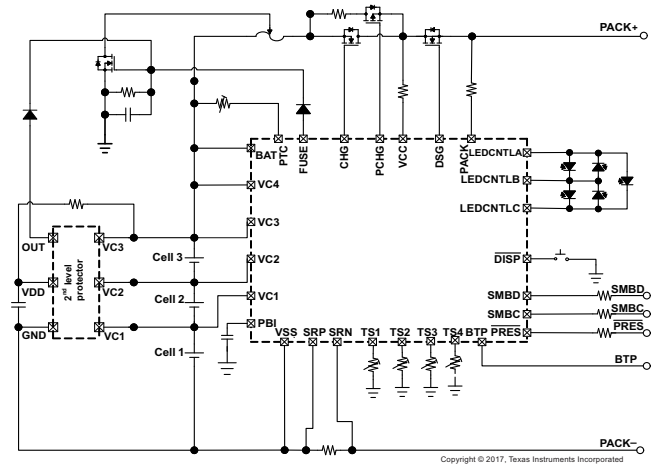 PACK+
BAT
PTC
FUSE
CHG
PCHG
VCC
DSG
PACK
LEDCNTLA
VC4
LEDCNTLB
VC3
LEDCNTLC
OUT
VC3
Cell 3
VC2
DISP
2nd level
protector
VDD
VC2
Cell 2
VC1
SMBD
SMBD
SMBC
SMBC
GND
VC1
PBI
VSS
SRP
SRN
TS1
TS2
TS3
TS4
BTP
PRES
PRES
Cell 1
BTP
PACK–
Copyright © 2017, Texas Instruments Incorporated